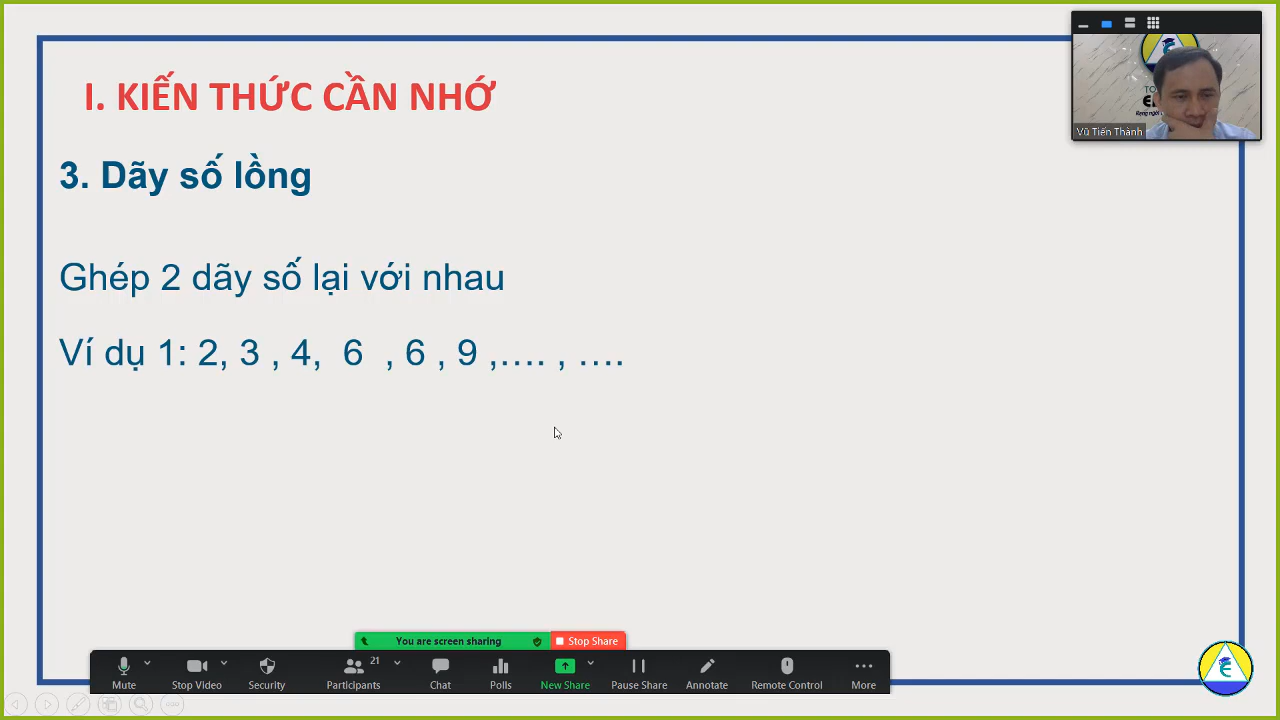 I. KIẾN THỨC CẦN NHỚ
3. Dãy số lồng
Ghép 2 dãy số lại với nhau
Ví dụ 1: 2, 3 , 4, 6 , 6 , 9 ,.... , ....
Vũ Tiến Thành
You are screen sharing
Stop Share
Mute
Stop Video
Security
21
Participants
Chat
Polls
New Share
Pause Share
Annotate
Remote Control
More